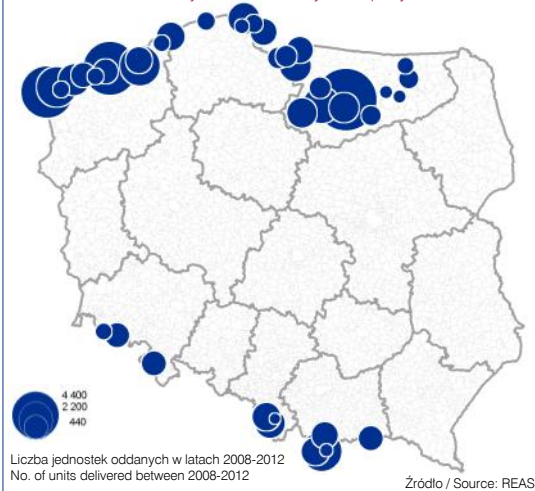 4 400
2 200
440
Liczba jednostek oddanych w latach 2008-2012
No. of units delivered between 2008-2012
Źródło / Source: REAS